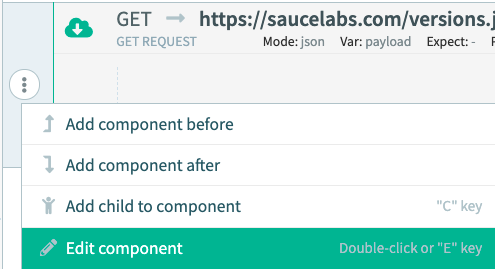 GET → https://saucelabs.com/versions.j
GET REQUEST Mode: json Var: payload Expect: -
Add component before
Add component after
Add child to component "C" key
Edit component Double-click or "E" key